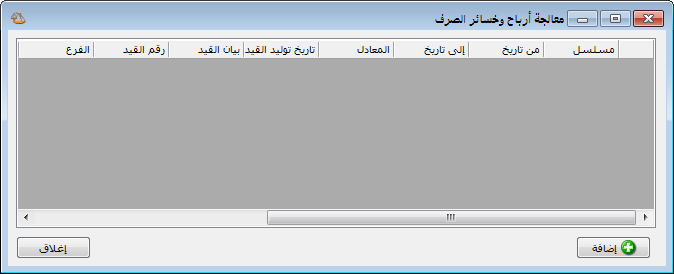 معالجة أرباح وخسائر الصرف
مسلسل من تاريخ إلى تاريخ المعادل تاريخ توليد القيد بيان القيد رقم القيد الفرع
إضافة إغلاق